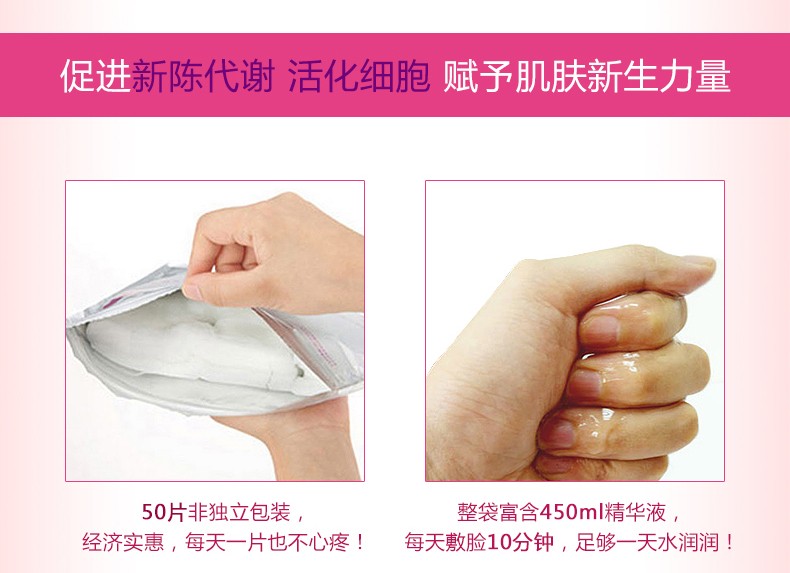 促进新陈代谢 活化细胞 赋予肌肤新生力量
50片非独立包装，
经济实惠，每天一片也不心疼！
整袋富含450ml精华液，
每天敷脸10分钟，足够一天水润润！